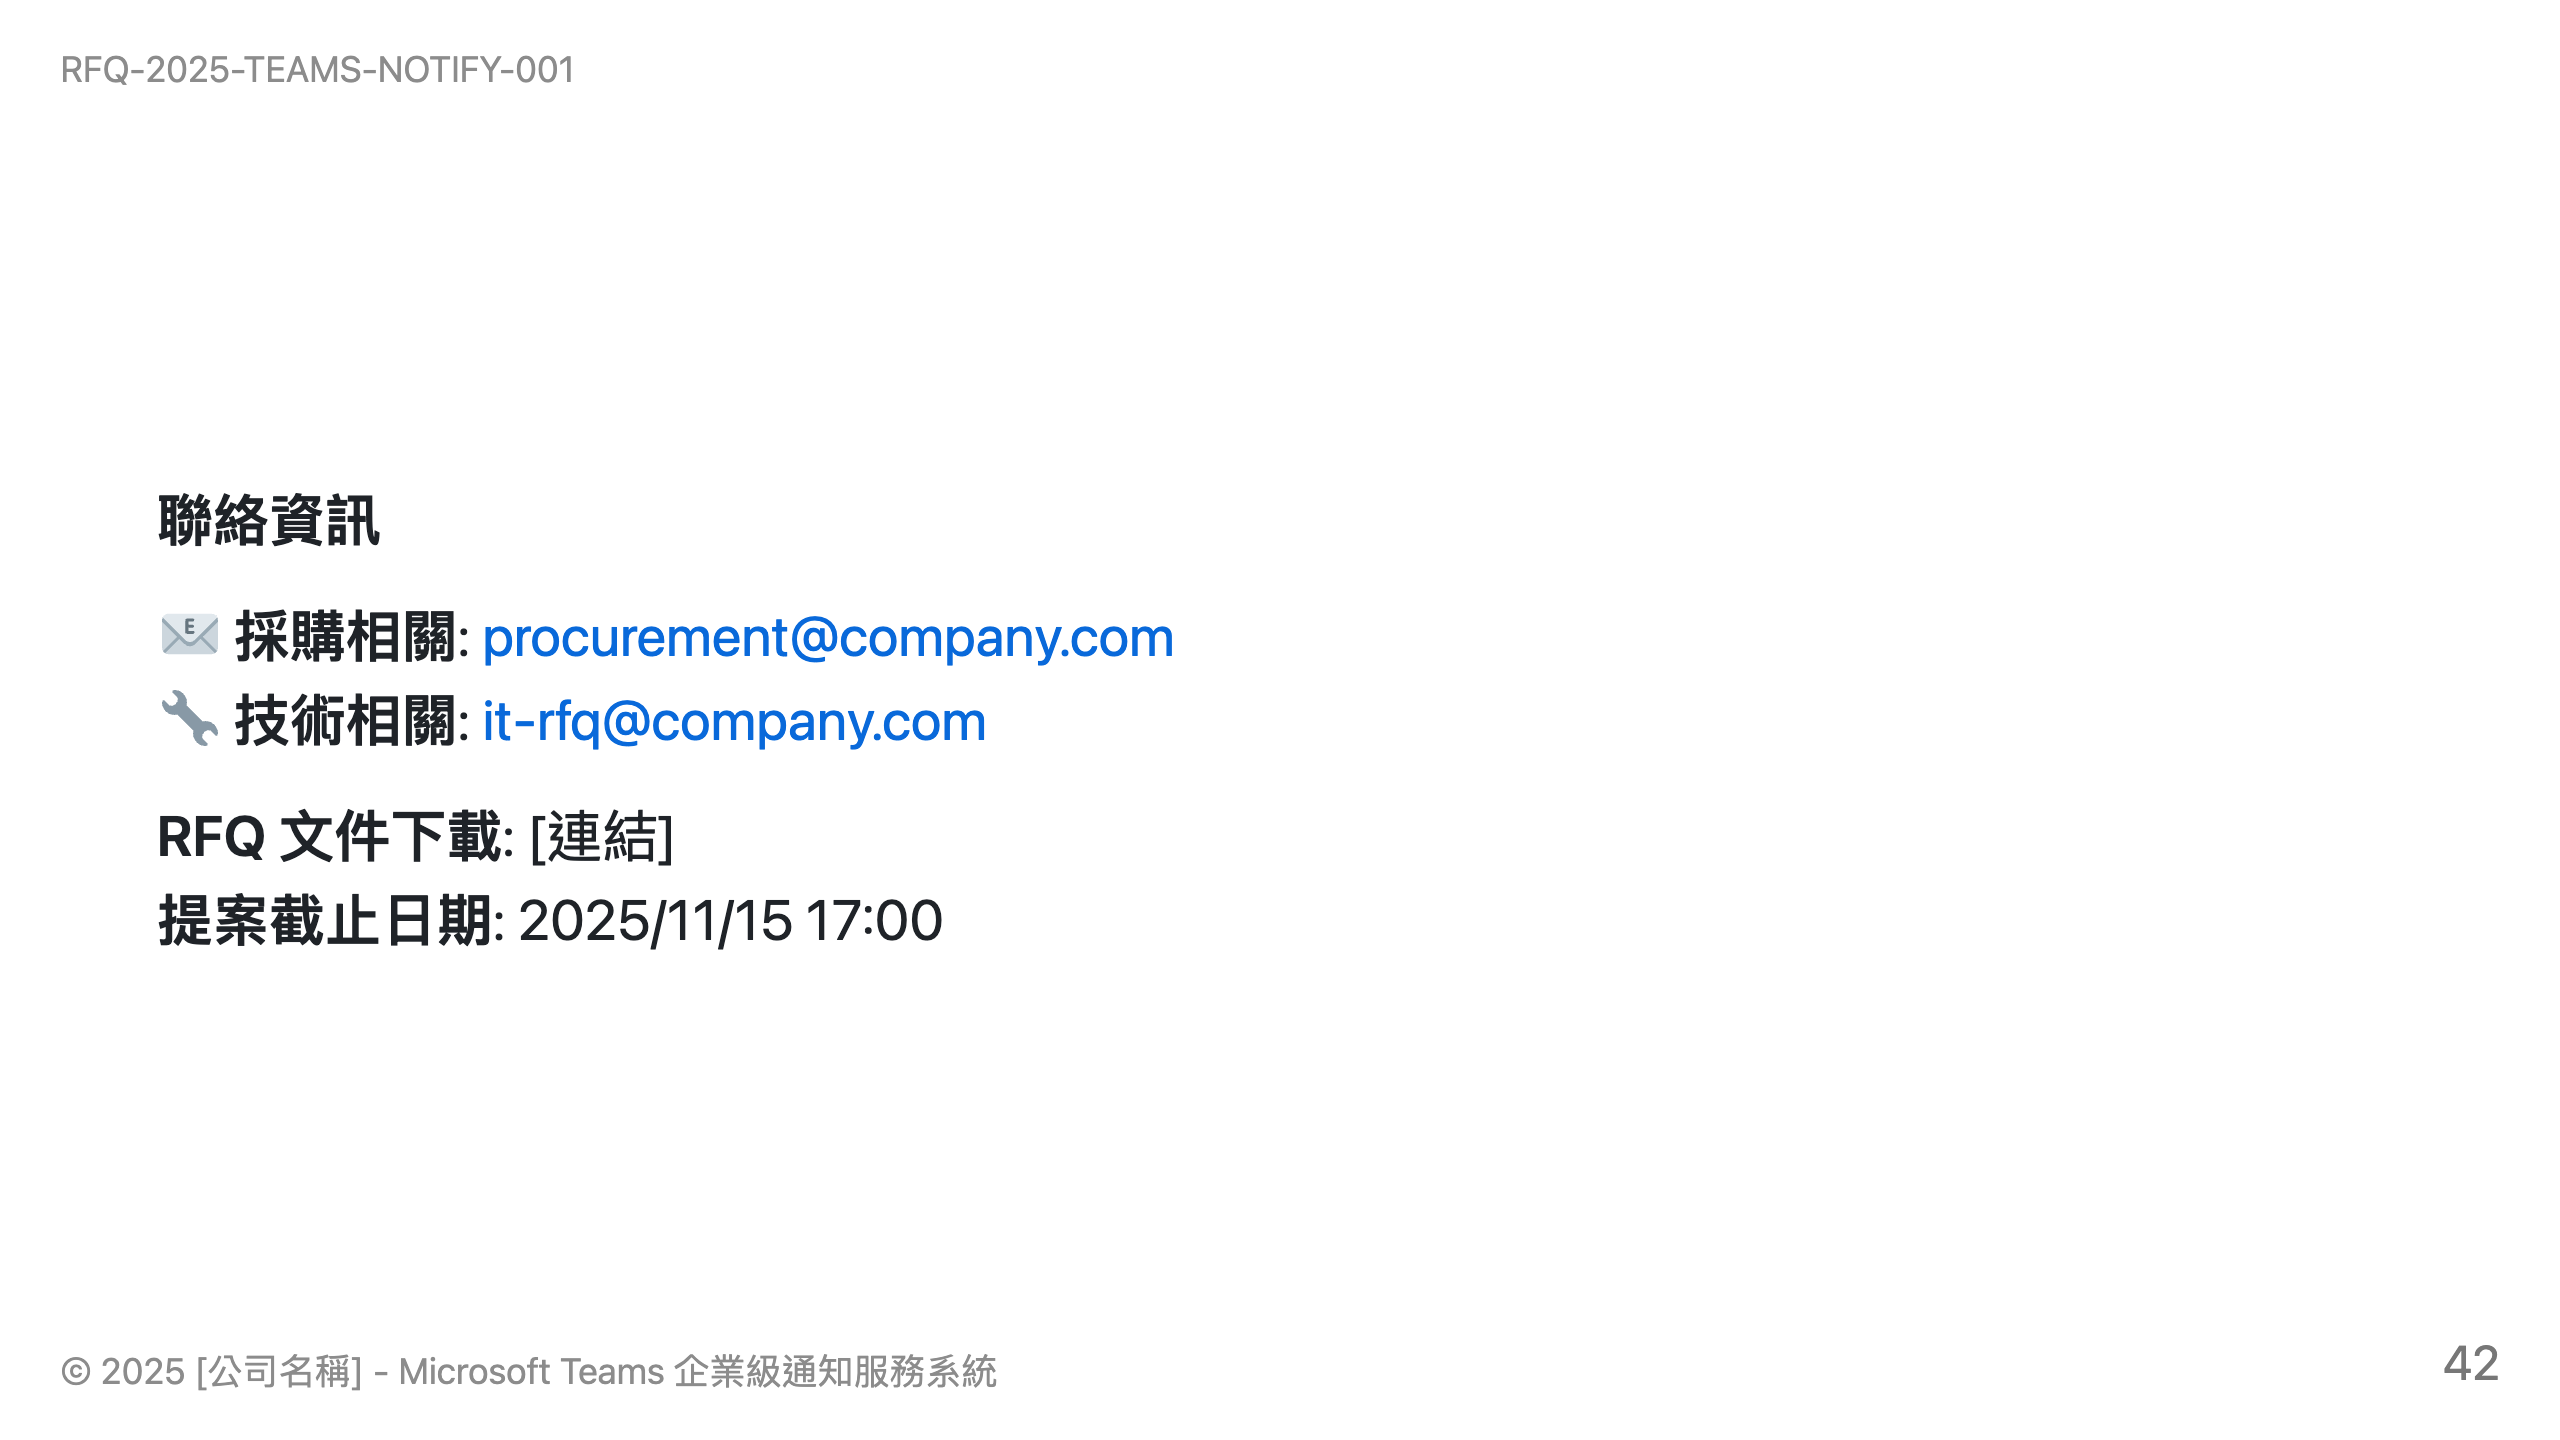 RFQ-2025-TEAMS-NOTIFY-001
聯絡資訊
📧 採購相關: procurement@company.com
🔧 技術相關: it-rfq@company.com
RFQ 文件下載: [連結]
提案截止日期: 2025/11/15 17:00
© 2025 [公司名稱] - Microsoft Teams 企業級通知服務系統
42